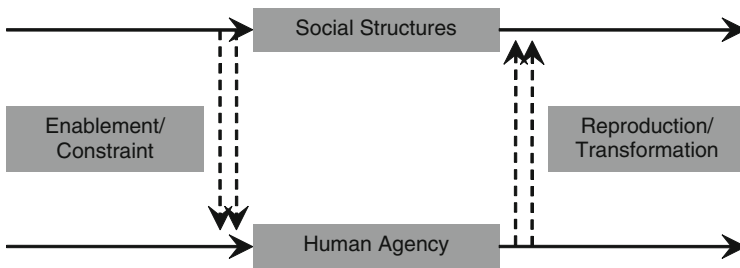 Social Structures
Enablement/
Constraint
Reproduction/
Transformation
Human Agency